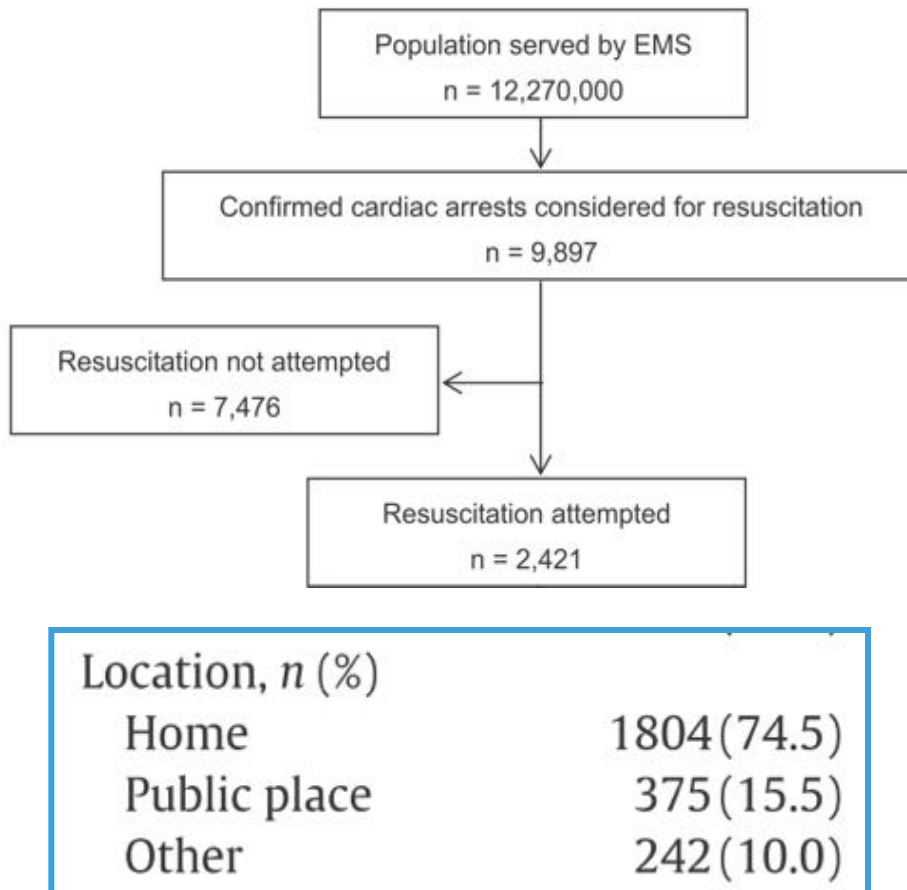 Population served by EMS
n = 12,270,000
Confirmed cardiac arrests considered for resuscitation
n = 9,897
Resuscitation not attempted
n = 7,476
Resuscitation attempted
n = 2,421
Location, n (%)
Home 1804 (74.5)
Public place 375 (15.5)
Other 242 (10.0)